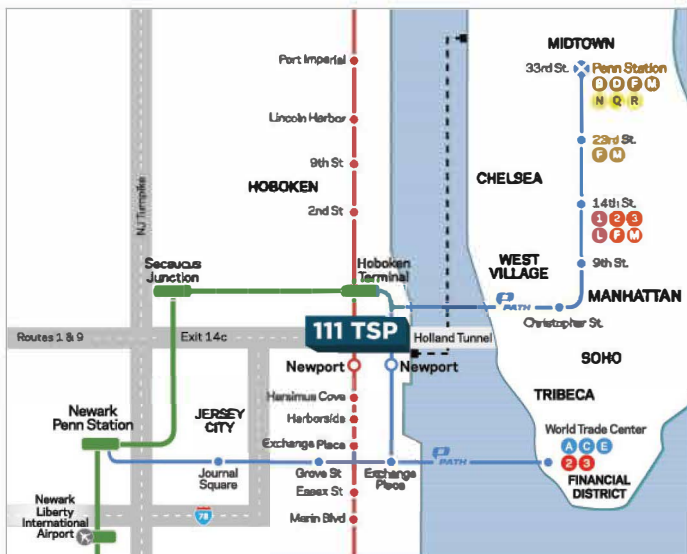 MIDTOWN
33rd St.
Penn Station
B D F M
N Q R
Port Imperial
Lincoln Harbor
9th St
HOBOKEN
2nd St
NJ Turnpike
23rd St.
F M
CHELSEA
14th St.
1 2 3
L F M
WEST
VILLAGE
9th St.
MANHATTAN
Secaucus
Junction
Hoboken
Terminal
PATH
Christopher St.
Routes 1 & 9
Exit 14c
111 TSP
Holland Tunnel
SOHO
Newport
Newport
TRIBECA
Harsimus Cove
Harborside
Newark
Penn Station
JERSEY
CITY
Exchange Place
World Trade Center
A C E
2 3
FINANCIAL
DISTRICT
Journal
Square
Grove St
Exchange
Place
PATH
Essex St
Newark
Liberty
International
Airport
78
Marin Blvd